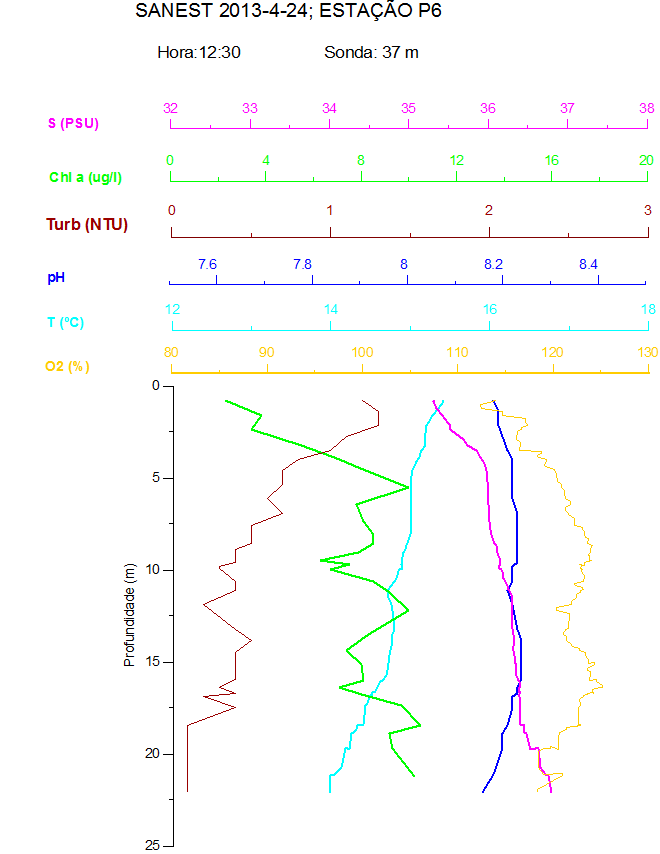 SANEST 2013-4-24; ESTAÇÃO P6
Hora:12:30 Sonda: 37 m
32 33 34 35 36 37 38
S (PSU)
0 4 8 12 16 20
Chl a (ug/l)
0 1 2 3
Turb (NTU)
7.6 7.8 8 8.2 8.4
pH
12 14 16 18
T (ºC)
80 90 100 110 120 130
O2 (%)
0
5
10
15
20
25
Profundidade (m)